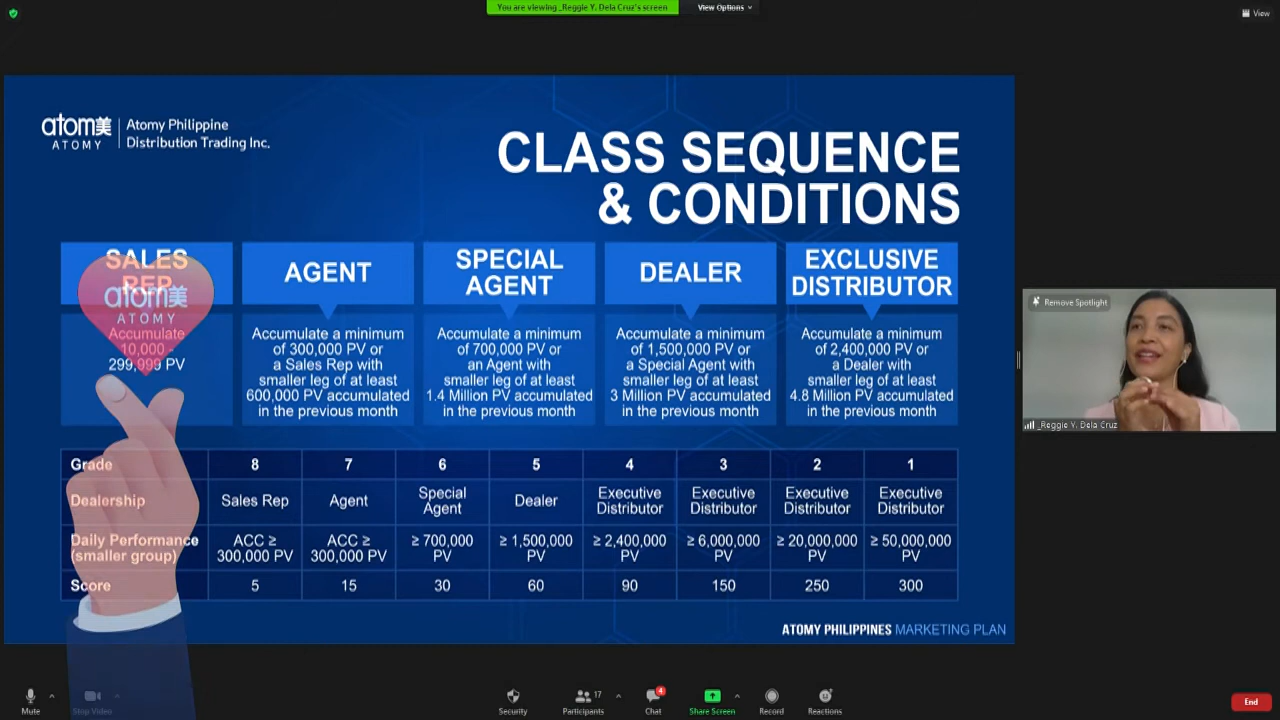 You are viewing _Reggie Y. Dela Cruz's screen
View Options
View
atom美
ATOMY
Atomy Philippine
Distribution Trading Inc.
CLASS SEQUENCE
& CONDITIONS
SALES
REP
AGENT
SPECIAL
AGENT
DEALER
EXCLUSIVE
DISTRIBUTOR
atom美
ATOMY
Accumulate
10,000 -
299,999 PV
Accumulate a minimum
of 300,000 PV or
a Sales Rep with
smaller leg of at least
600,000 PV accumulated
in the previous month
Accumulate a minimum
of 700,000 PV or
an Agent with
smaller leg of at least
1.4 Million PV accumulated
in the previous month
Accumulate a minimum
of 1,500,000 PV or
a Special Agent with
smaller leg of at least
3 Million PV accumulated
in the previous month
Accumulate a minimum
of 2,400,000 PV or
a Dealer with
smaller leg of at least
4.8 Million PV accumulated
in the previous month
Grade 8 7 6 5 4 3 2 1
Dealership
Sales Rep
Agent
Special
Agent
Dealer
Executive
Distributor
Executive
Distributor
Executive
Distributor
Executive
Distributor
Daily Performance
(smaller group)
ACC ≥
300,000 PV
ACC ≥
300,000 PV
≥ 700,000
PV
≥ 1,500,000
PV
≥ 2,400,000
PV
≥ 6,000,000
PV
≥ 20,000,000
PV
≥ 50,000,000
PV
Score 5 15 30 60 90 150 250 300
ATOMY PHILIPPINES MARKETING PLAN
Remove Spotlight
_Reggie Y. Dela Cruz
Mute
Stop Video
Security
17
Participants
4
Chat
Share Screen
Record
Reactions
End